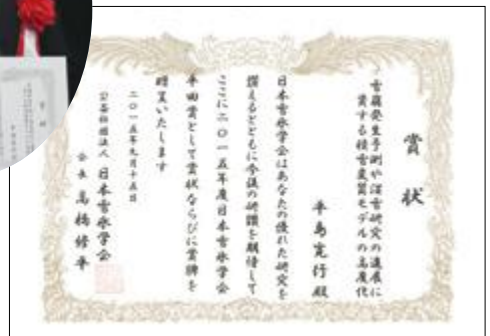 賞状
雪崩発生予測や湿雪研究の進展に
資する積雪変質モデルの高度化
平島寛行殿
日本雪氷学会はあなたの優れた研究を
讃えるとともに今後の研鑽を期待して
ここに二〇一五年度日本雪氷学会
平田賞として賞状ならびに賞牌を
贈呈いたします
二〇一五年九月十五日
公益社団法人 日本雪氷学会
会長 高橋修平